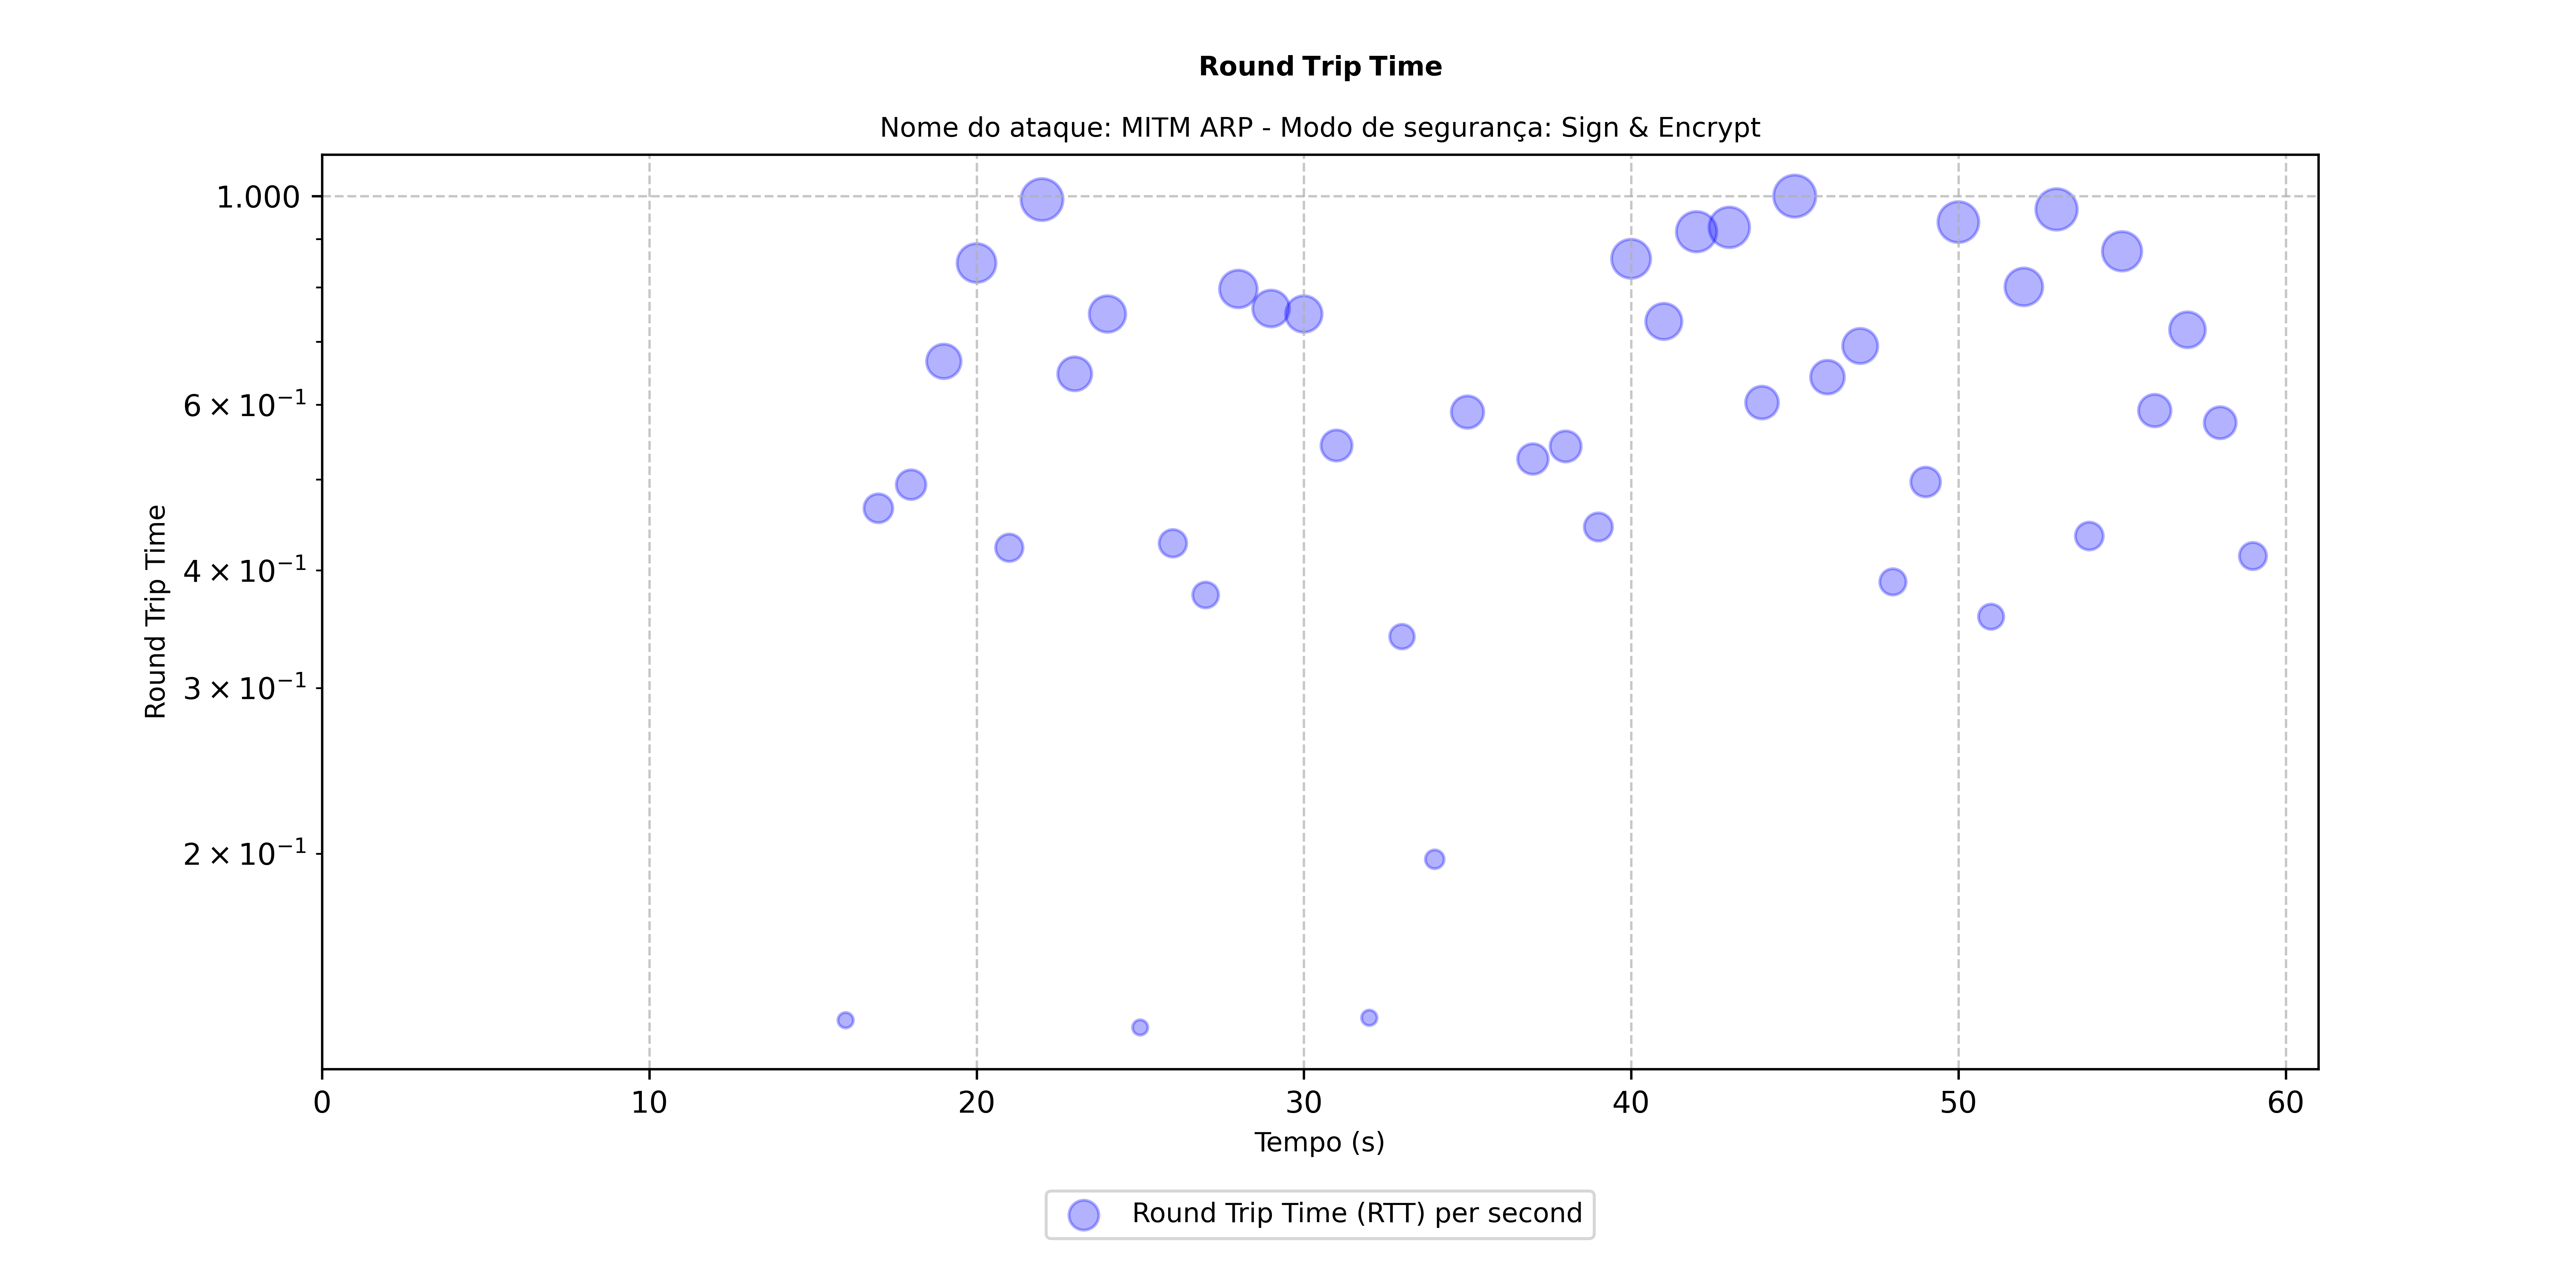 Round Trip Time
Nome do ataque: MITM ARP - Modo de segurança: Sign & Encrypt
Round Trip Time
1.000
6 × 10⁻¹
4 × 10⁻¹
3 × 10⁻¹
2 × 10⁻¹
0 10 20 30 40 50 60
Tempo (s)
Round Trip Time (RTT) per second